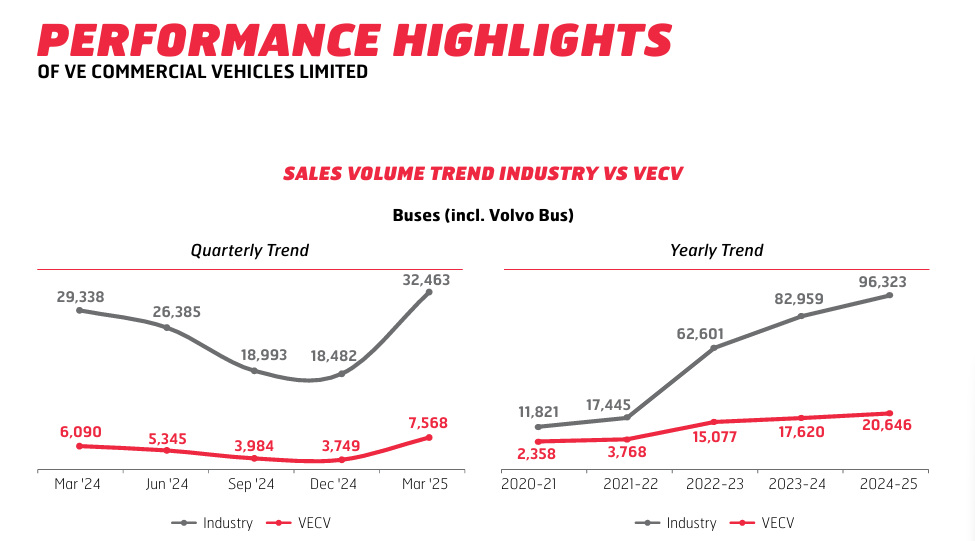 PERFORMANCE HIGHLIGHTS
OF VE COMMERCIAL VEHICLES LIMITED
SALES VOLUME TREND INDUSTRY VS VECV
Buses (incl. Volvo Bus)
Quarterly Trend
29,338
26,385
18,993
18,482
32,463
6,090
5,345
3,984
3,749
7,568
Mar '24
Jun '24
Sep '24
Dec '24
Mar '25
Industry
VECV
Yearly Trend
11,821
17,445
62,601
82,959
96,323
2,358
3,768
15,077
17,620
20,646
2020-21
2021-22
2022-23
2023-24
2024-25
Industry
VECV